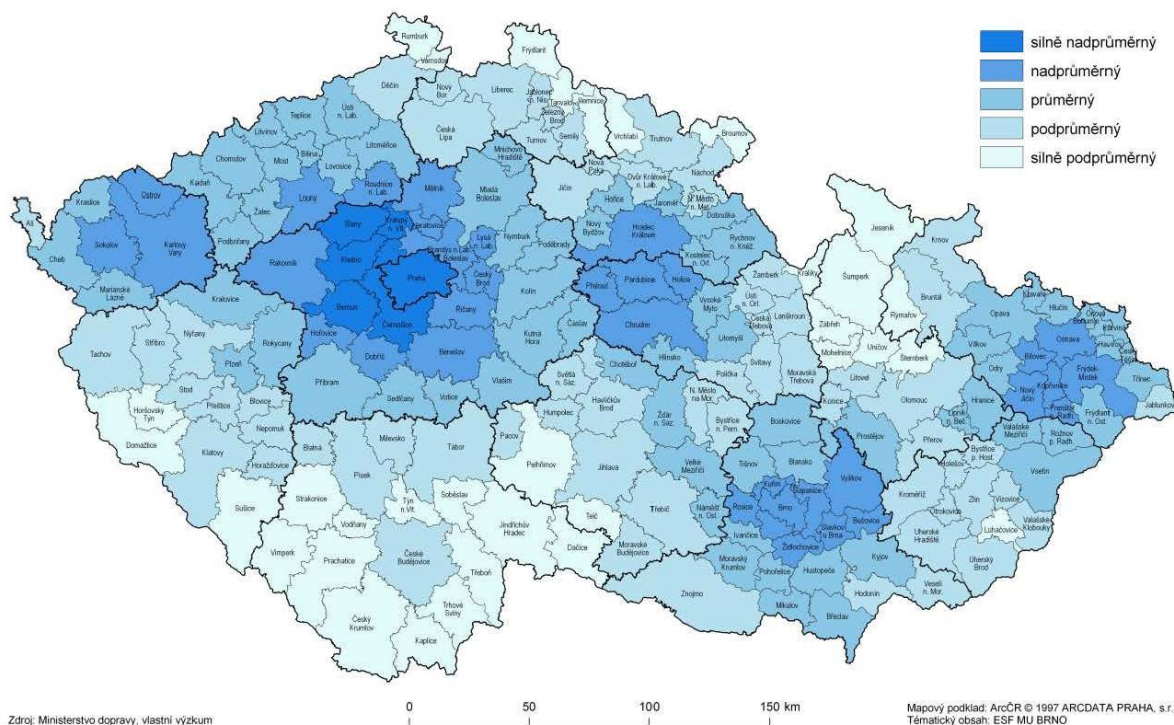 silně nadprůměrný
nadprůměrný
průměrný
podprůměrný
silně podprůměrný
Rumburk
Varnsdorf
Frýdlant
Děčín
Nový Bor
Liberec
Jablonec n. Nis.
Tanvald
Jilemnice
Železný Brod
Česká Lípa
Turnov
Semily
Vrchlabí
Trutnov
Broumov
Ústí n. Lab.
Teplice
Litvínov
Bílina
Most
Litoměřice
Lovosice
Chomutov
Kadaň
Žatec
Louny
Roudnice n. Lab.
Podbořany
Mělník
Mnichovo Hradiště
Mladá Boleslav
Jičín
Nová Paka
Dvůr Králové n. Lab.
Náchod
Hořice
Jaroměř
N. Město n. Met.
Dobruška
Nový Bydžov
Hradec Králové
Rychnov n. Kněž.
Kostelec n. Orl.
Kraslice
Ostrov
Aš
Sokolov
Karlovy Vary
Cheb
Mariánské Lázně
Slaný
Kralupy n. Vlt.
Neratovice
Brandýs n. Lab.
Boleslav
Lysá n. Lab.
Nymburk
Poděbrady
Rakovník
Kladno
Praha
Český Brod
Kolín
Beroun
Černošice
Říčany
Kutná Hora
Čáslav
Hořovice
Dobříš
Benešov
Vlašim
Příbram
Sedlčany
Votice
Přelouč
Pardubice
Holice
Chrudim
Vysoké Mýto
Žamberk
Králíky
Ústí n. Orl.
Česká Třebová
Lanškroun
Litomyšl
Hlinsko
Polička
Svitavy
Moravská Třebová
Kralovice
Tachov
Stříbro
Nýřany
Plzeň
Rokycany
Stod
Přeštice
Blovice
Nepomuk
Horšovský Týn
Domažlice
Klatovy
Horažďovice
Sušice
Blatná
Milevsko
Tábor
Písek
Strakonice
Týn n. Vlt.
Soběslav
Vodňany
Jindřichův Hradec
Dačice
Vimperk
Prachatice
České Budějovice
Třeboň
Trhové Sviny
Český Krumlov
Kaplice
Chotěboř
Světlá n. Sáz.
Havlíčkův Brod
Humpolec
Pacov
Pelhřimov
Jihlava
Žďár n. Sáz.
N. Město na Mor.
Bystřice n. Pern.
Velké Meziříčí
Telč
Třebíč
Náměšť n. Osl.
Moravské Budějovice
Boskovice
Tišnov
Blansko
Kuřim
Šlapanice
Vyškov
Rosice
Brno
Slavkov u Brna
Bučovice
Ivančice
Židlochovice
Moravský Krumlov
Pohořelice
Hustopeče
Kyjov
Znojmo
Mikulov
Břeclav
Hodonín
Veselí n. Mor.
Jeseník
Šumperk
Zábřeh
Mohelnice
Uničov
Šternberk
Litovel
Konice
Olomouc
Prostějov
Přerov
Lipník n. Beč.
Hranice
Krnov
Bruntál
Rýmařov
Opava
Vítkov
Odry
Kravaře
Hlučín
Bohumín
Orlová
Karviná
Havířov
Český Těšín
Ostrava
Bílovec
Nový Jičín
Kopřivnice
Frýdek-Místek
Frenštát p. Radh.
Frýdlant n. Ost.
Třinec
Jablunkov
Valašské Meziříčí
Rožnov p. Radh.
Vsetín
Bystřice p. Host.
Holešov
Kroměříž
Zlín
Vizovice
Otrokovice
Luhačovice
Valašské Klobouky
Uherské Hradiště
Uherský Brod
0 50 100 150 km
Zdroj: Ministerstvo dopravy, vlastní výzkum
Mapový podklad: ArcČR © 1997 ARCDATA PRAHA, s.r.
Tématický obsah: ESF MU BRNO